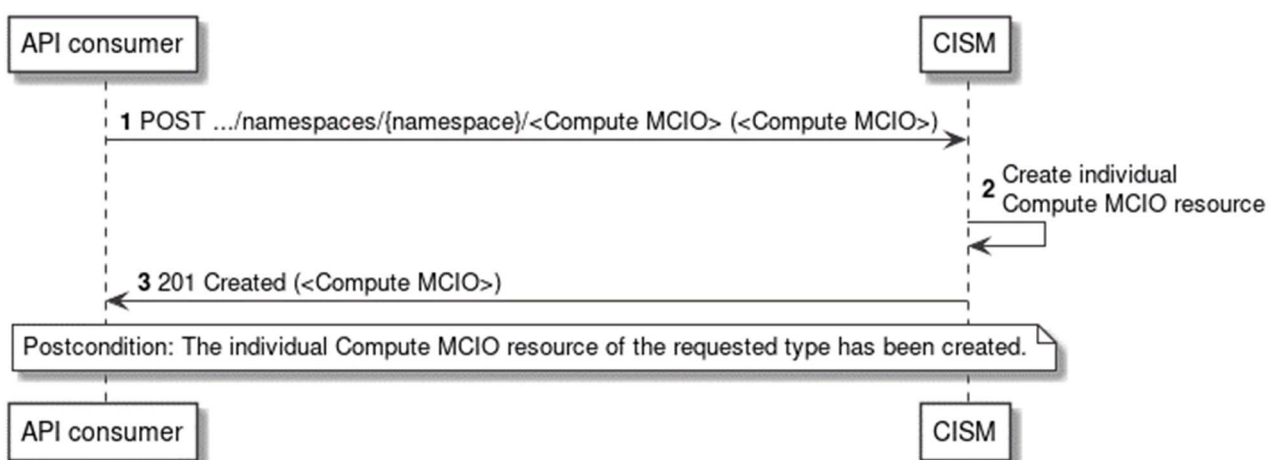 API consumer
CISM
1 POST .../namespaces/{namespace}/<Compute MCIO> (<Compute MCIO>)
2 Create individual
Compute MCIO resource
3 201 Created (<Compute MCIO>)
Postcondition: The individual Compute MCIO resource of the requested type has been created.
API consumer
CISM